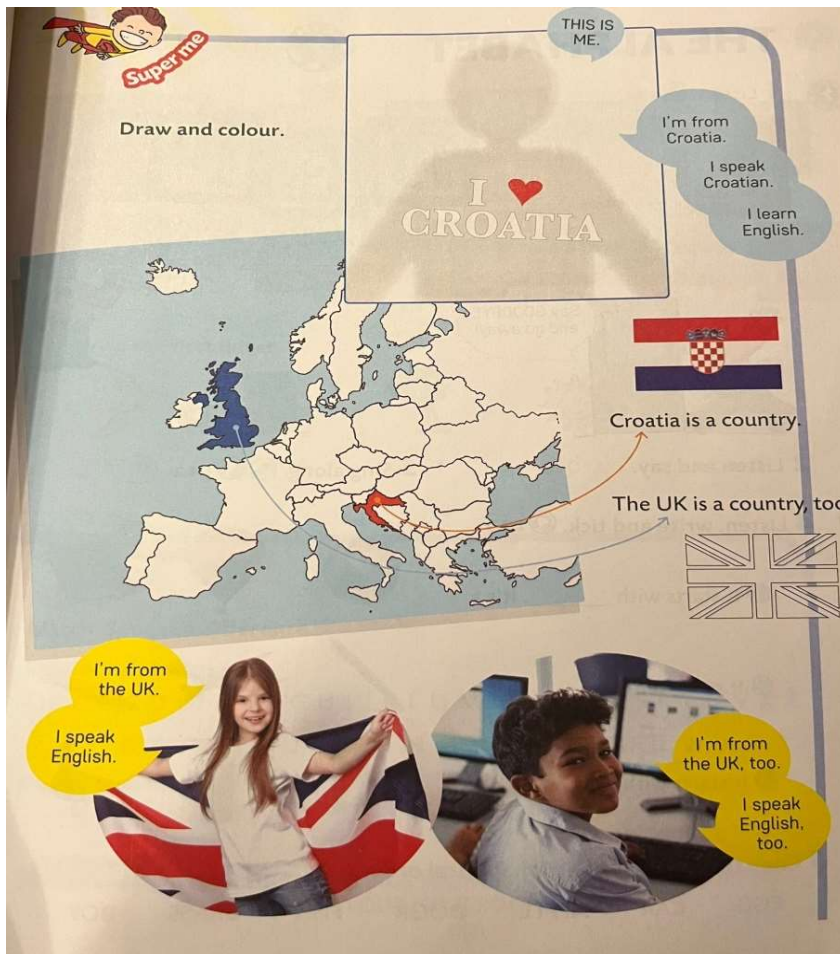 Super me
THIS IS
ME.
Draw and colour.
I'm from
Croatia.
I speak
Croatian.
I learn
English.
I ♥
CROATIA
Croatia is a country.
The UK is a country, too
I'm from
the UK.
I speak
English.
I'm from
the UK, too.
I speak
English,
too.